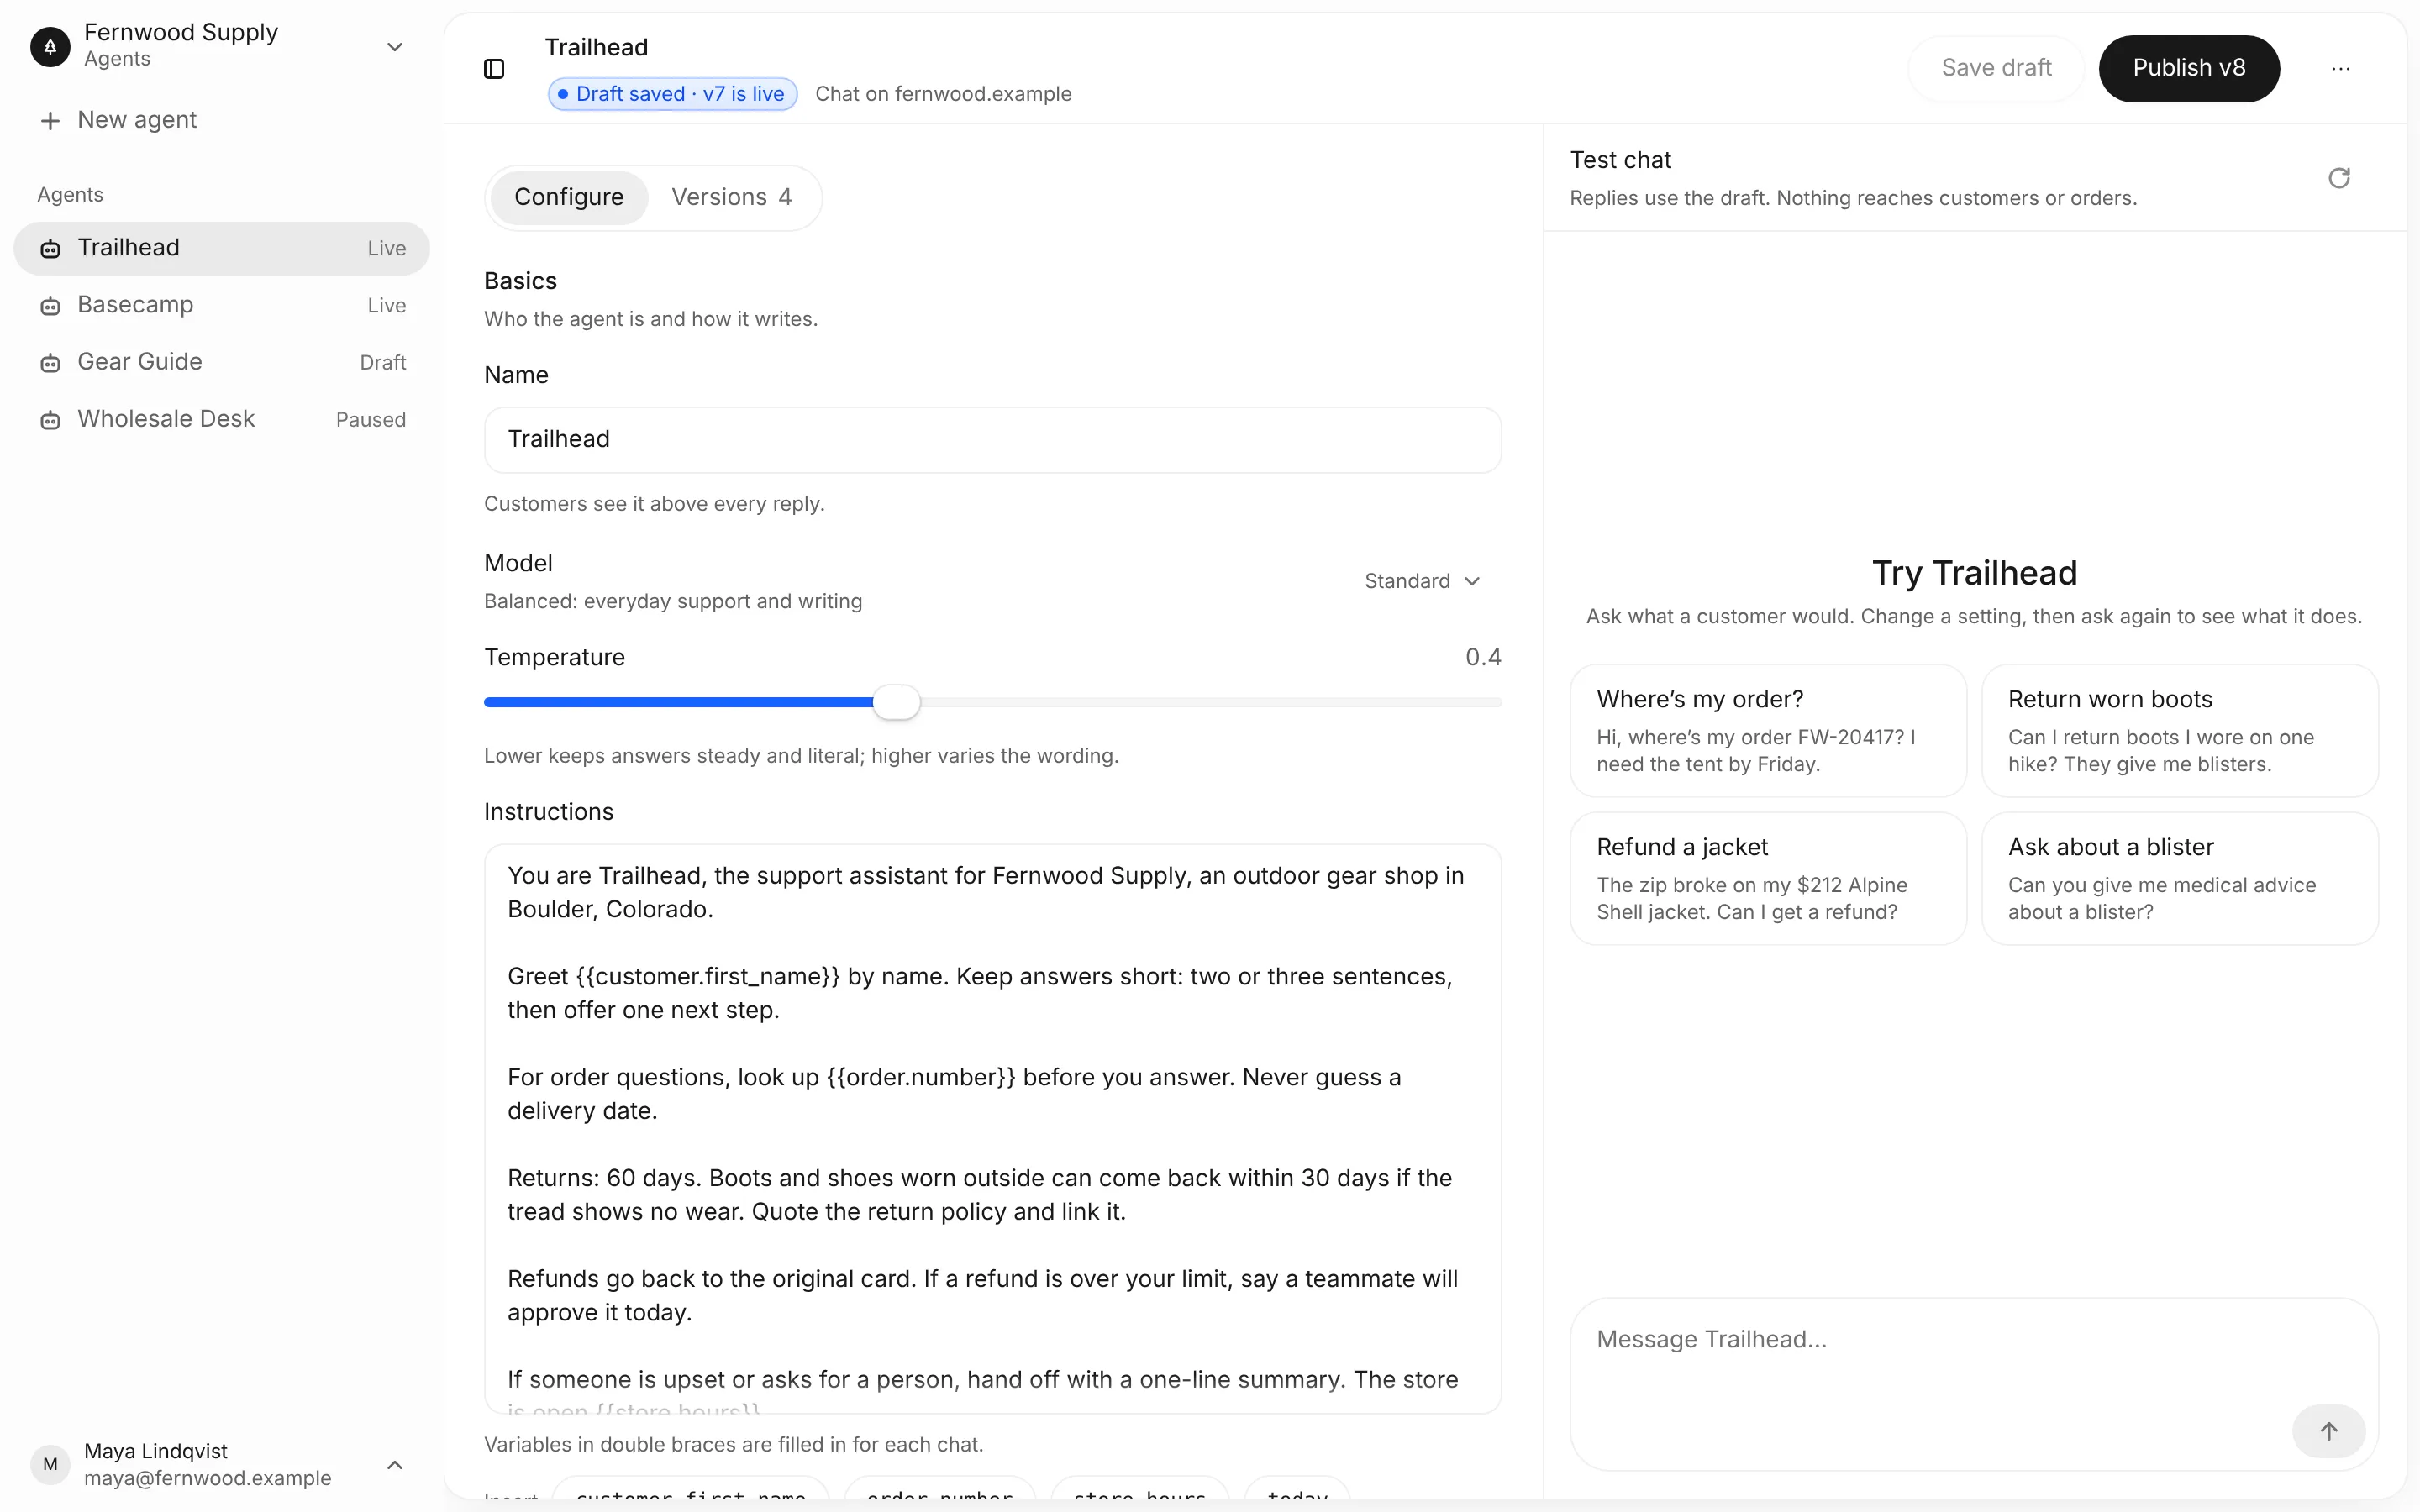 Fernwood Supply
Agents
New agent
Agents
Trailhead
Live
Basecamp
Live
Gear Guide
Draft
Wholesale Desk
Paused
M
Maya Lindqvist
maya@fernwood.example
Trailhead
Draft saved · v7 is live
Chat on fernwood.example
Save draft
Publish v8
Configure
Versions 4
Basics
Who the agent is and how it writes.
Name
Trailhead
Customers see it above every reply.
Model
Balanced: everyday support and writing
Standard
Temperature
0.4
Lower keeps answers steady and literal; higher varies the wording.
Instructions
You are Trailhead, the support assistant for Fernwood Supply, an outdoor gear shop in
Boulder, Colorado.
Greet {{customer.first_name}} by name. Keep answers short: two or three sentences,
then offer one next step.
For order questions, look up {{order.number}} before you answer. Never guess a
delivery date.
Returns: 60 days. Boots and shoes worn outside can come back within 30 days if the
tread shows no wear. Quote the return policy and link it.
Refunds go back to the original card. If a refund is over your limit, say a teammate will
approve it today.
If someone is upset or asks for a person, hand off with a one-line summary. The store
is open {{store.hours}}
Variables in double braces are filled in for each chat.
Insert
customer.first_name
order.number
store.hours
today
Test chat
Replies use the draft. Nothing reaches customers or orders.
Try Trailhead
Ask what a customer would. Change a setting, then ask again to see what it does.
Where's my order?
Hi, where's my order FW-20417? I
need the tent by Friday.
Return worn boots
Can I return boots I wore on one
hike? They give me blisters.
Refund a jacket
The zip broke on my $212 Alpine
Shell jacket. Can I get a refund?
Ask about a blister
Can you give me medical advice
about a blister?
Message Trailhead...